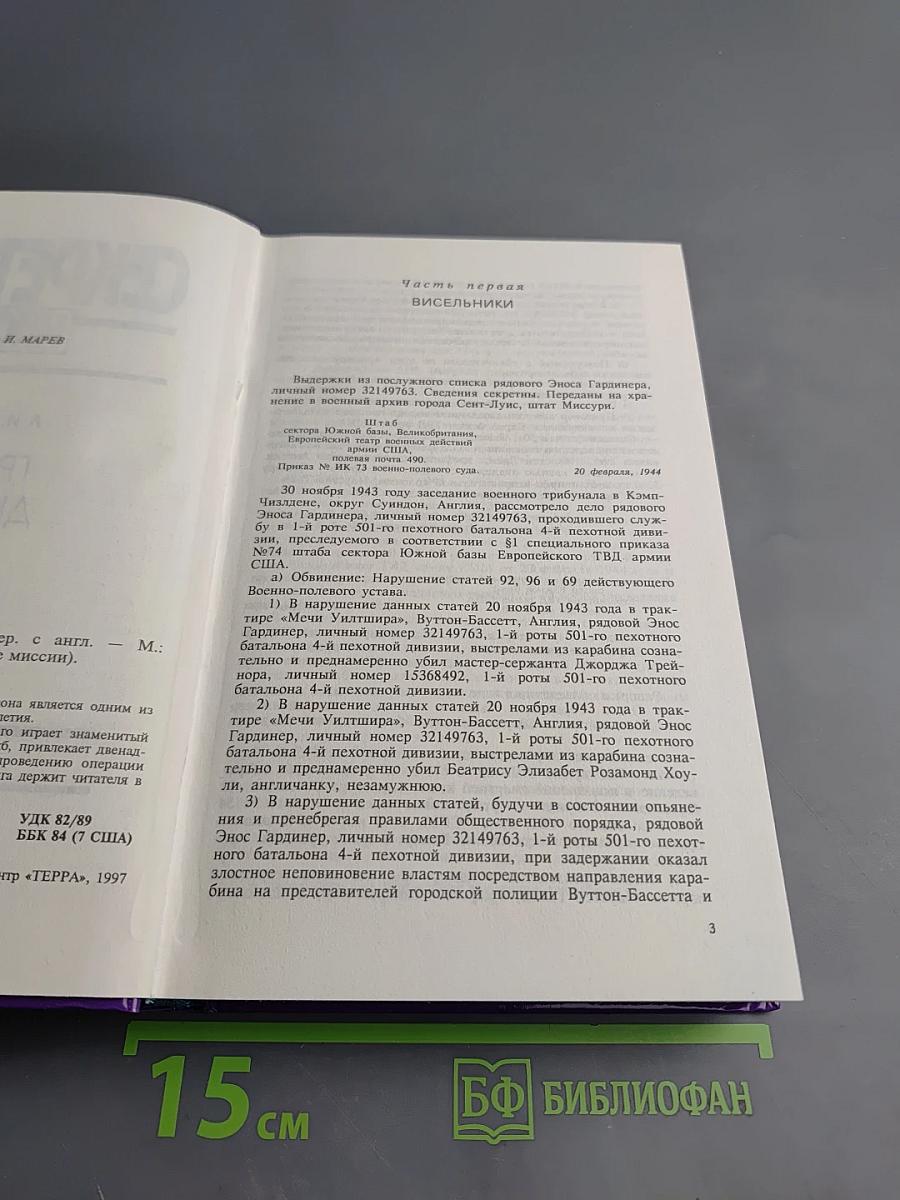 И. МАРЕВ
ер. с англ. — М.:
е миссии).
она является одним из
летия.
го играет знаменитый
б, привлекает двенад-
проведению операции
га держит читателя в
УДК 82/89
ББК 84 (7 США)
нтр «ТЕРРА», 1997
Часть первая
ВИСЕЛЬНИКИ
Выдержки из послужного списка рядового Эноса Гардинера,
личный номер 32149763. Сведения секретны. Переданы на хра-
нение в военный архив города Сент-Луис, штат Миссури.
Штаб
сектора Южной базы, Великобритания,
Европейский театр военных действий
армии США,
полевая почта 490.
Приказ № ИК 73 военно-полевого суда. 20 февраля, 1944
30 ноября 1943 году заседание военного трибунала в Кэмп-
Чизлдене, округ Суиндон, Англия, рассмотрело дело рядового
Эноса Гардинера, личный номер 32149763, проходившего служ-
бу в 1-й роте 501-го пехотного батальона 4-й пехотной диви-
зии, преследуемого в соответствии с §1 специального приказа
№74 штаба сектора Южной базы Европейского ТВД армии
США.
а) Обвинение: Нарушение статей 92, 96 и 69 действующего
Военно-полевого устава.
1) В нарушение данных статей 20 ноября 1943 года в трак-
тире «Мечи Уилтшира», Вуттон-Бассетт, Англия, рядовой Энос
Гардинер, личный номер 32149763, 1-й роты 501-го пехотного
батальона 4-й пехотной дивизии, выстрелами из карабина созна-
тельно и преднамеренно убил мастер-сержанта Джорджа Трей-
нора, личный номер 15368492, 1-й роты 501-го пехотного
батальона 4-й пехотной дивизии.
2) В нарушение данных статей 20 ноября 1943 года в трак-
тире «Мечи Уилтшира», Вуттон-Бассетт, Англия, рядовой Энос
Гардинер, личный номер 32149763, 1-й роты 501-го пехотного
батальона 4-й пехотной дивизии, выстрелами из карабина созна-
тельно и преднамеренно убил Беатрису Элизабет Розамонд Хоу-
ли, англичанку, незамужнюю.
3) В нарушение данных статей, будучи в состоянии опьяне-
ния и пренебрегая правилами общественного порядка, рядовой
Энос Гардинер, личный номер 32149763, 1-й роты 501-го пехот-
ного батальона 4-й пехотной дивизии, при задержании оказал
злостное неповиновение властям посредством направления кара-
бина на представителей городской полиции Вуттон-Бассетта и
3
15 см
БФ БИБЛИОФАН